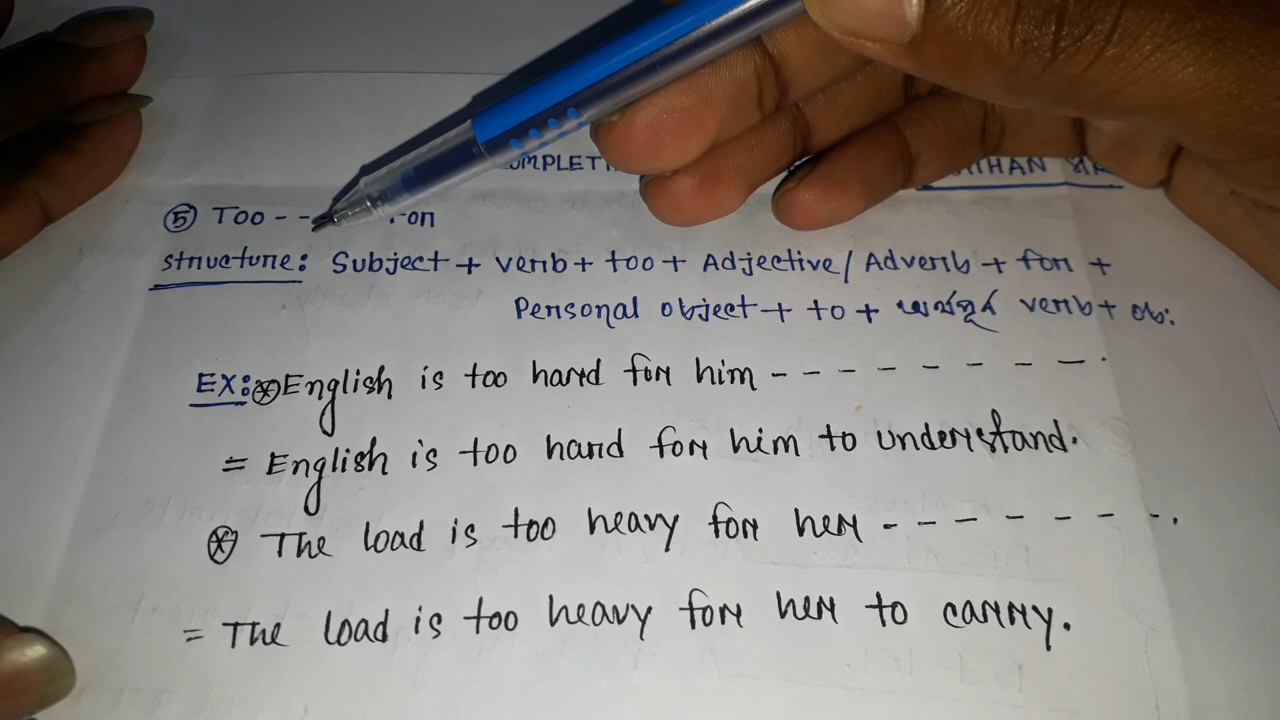 ⑤ Too - - for
structure: Subject + verb + too + Adjective/ Adverb + for +
Personal object + to + verb + ob:
EX: ⊛ English is too hard for him - - - - - - - - - .
= English is too hard for him to understand.
⊛ The load is too heavy for her - - - - - - - - .
= The load is too heavy for her to carry.